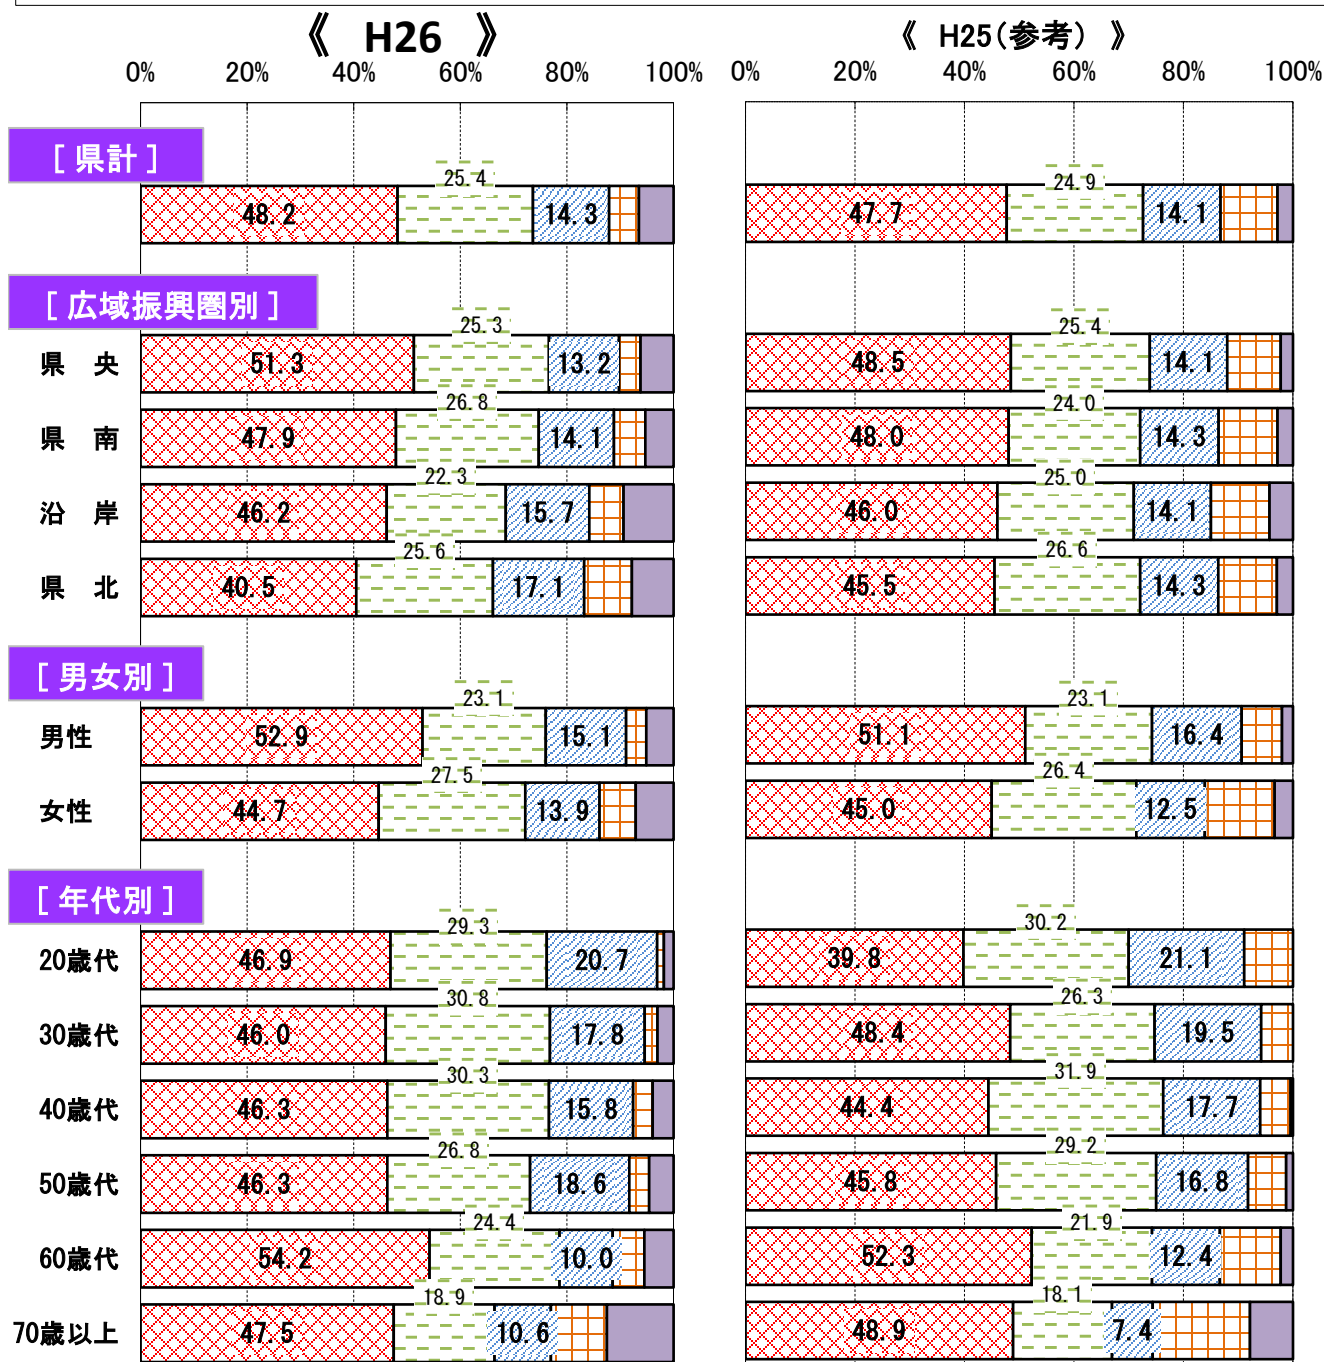 《 H26 》 《 H25(参考) 》
0% 20% 40% 60% 80% 100% 0% 20% 40% 60% 80% 100%
[ 県計 ]
25.4 24.9
48.2 14.3 47.7 14.1
[ 広域振興圏別 ]
25.3 25.4
県 央 51.3 13.2 48.5 14.1
26.8 24.0
県 南 47.9 14.1 48.0 14.3
22.3 25.0
沿 岸 46.2 15.7 46.0 14.1
25.6 26.6
県 北 40.5 17.1 45.5 14.3
[ 男女別 ]
23.1 23.1
男性 52.9 15.1 51.1 16.4
27.5 26.4
女性 44.7 13.9 45.0 12.5
[ 年代別 ]
29.3 30.2
20歳代 46.9 20.7 39.8 21.1
30.8 26.3
30歳代 46.0 17.8 48.4 19.5
30.3 31.9
40歳代 46.3 15.8 44.4 17.7
26.8 29.2
50歳代 46.3 18.6 45.8 16.8
24.4 21.9
60歳代 54.2 10.0 52.3 12.4
18.9 18.1
70歳以上 47.5 10.6 48.9 7.4